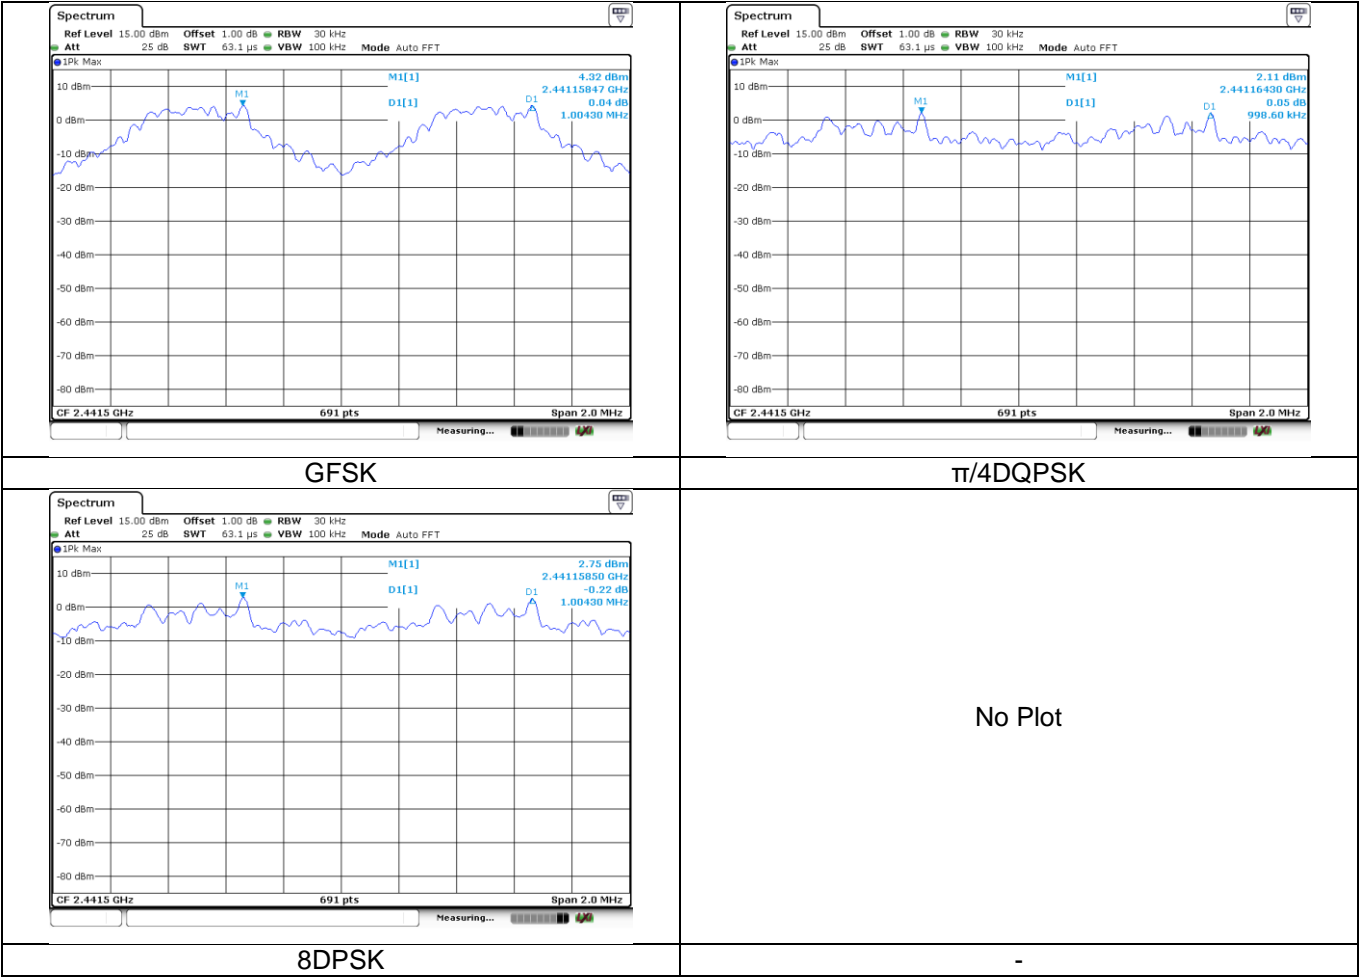 Spectrum
Ref Level 15.00 dBm Offset 1.00 dB RBW 30 kHz
Att 25 dB SWT 63.1 µs VBW 100 kHz Mode Auto FFT
1Pk Max
M1[1] 4.32 dBm
2.44115847 GHz
D1[1] 0.04 dB
1.00430 MHz
M1
D1
10 dBm
0 dBm
-10 dBm
-20 dBm
-30 dBm
-40 dBm
-50 dBm
-60 dBm
-70 dBm
-80 dBm
CF 2.4415 GHz 691 pts Span 2.0 MHz
Measuring...
GFSK
Spectrum
Ref Level 15.00 dBm Offset 1.00 dB RBW 30 kHz
Att 25 dB SWT 63.1 µs VBW 100 kHz Mode Auto FFT
1Pk Max
M1[1] 2.11 dBm
2.44116430 GHz
D1[1] 0.05 dB
998.60 kHz
M1
D1
10 dBm
0 dBm
-10 dBm
-20 dBm
-30 dBm
-40 dBm
-50 dBm
-60 dBm
-70 dBm
-80 dBm
CF 2.4415 GHz 691 pts Span 2.0 MHz
Measuring...
π/4DQPSK
Spectrum
Ref Level 15.00 dBm Offset 1.00 dB RBW 30 kHz
Att 25 dB SWT 63.1 µs VBW 100 kHz Mode Auto FFT
1Pk Max
M1[1] 2.75 dBm
2.44115850 GHz
D1[1] -0.22 dB
1.00430 MHz
M1
D1
10 dBm
0 dBm
-10 dBm
-20 dBm
-30 dBm
-40 dBm
-50 dBm
-60 dBm
-70 dBm
-80 dBm
CF 2.4415 GHz 691 pts Span 2.0 MHz
Measuring...
8DPSK
No Plot
-